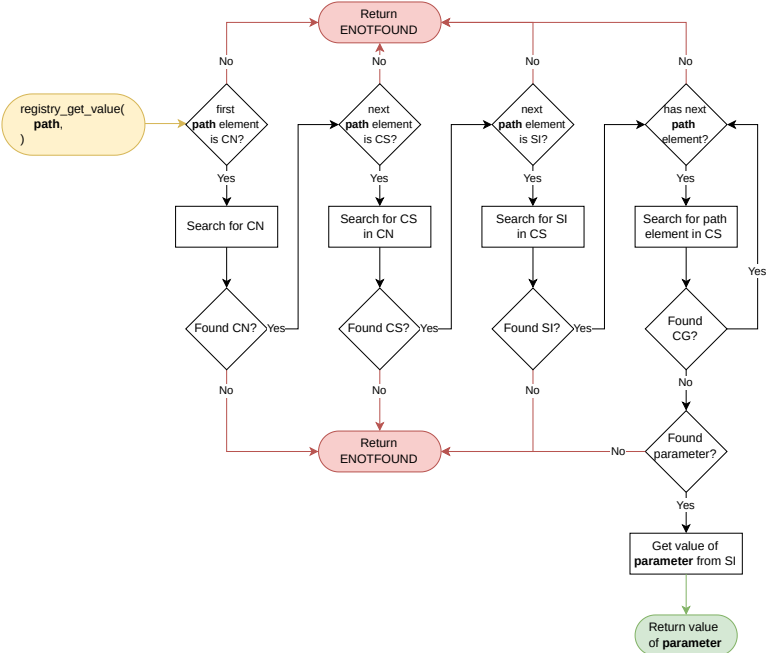 Return
ENOTFOUND
No
No
No
No
registry_get_value(
path,
)
first
path element
is CN?
next
path element
is CS?
next
path element
is SI?
has next
path
element?
Yes
Yes
Yes
Yes
Search for CN
Search for CS
in CN
Search for SI
in CS
Search for path
element in CS
Yes
Found CN?
Yes
Found CS?
Yes
Found SI?
Yes
Found
CG?
No
No
No
No
Return
ENOTFOUND
No
Found
parameter?
Yes
Get value of
parameter from SI
Return value
of parameter